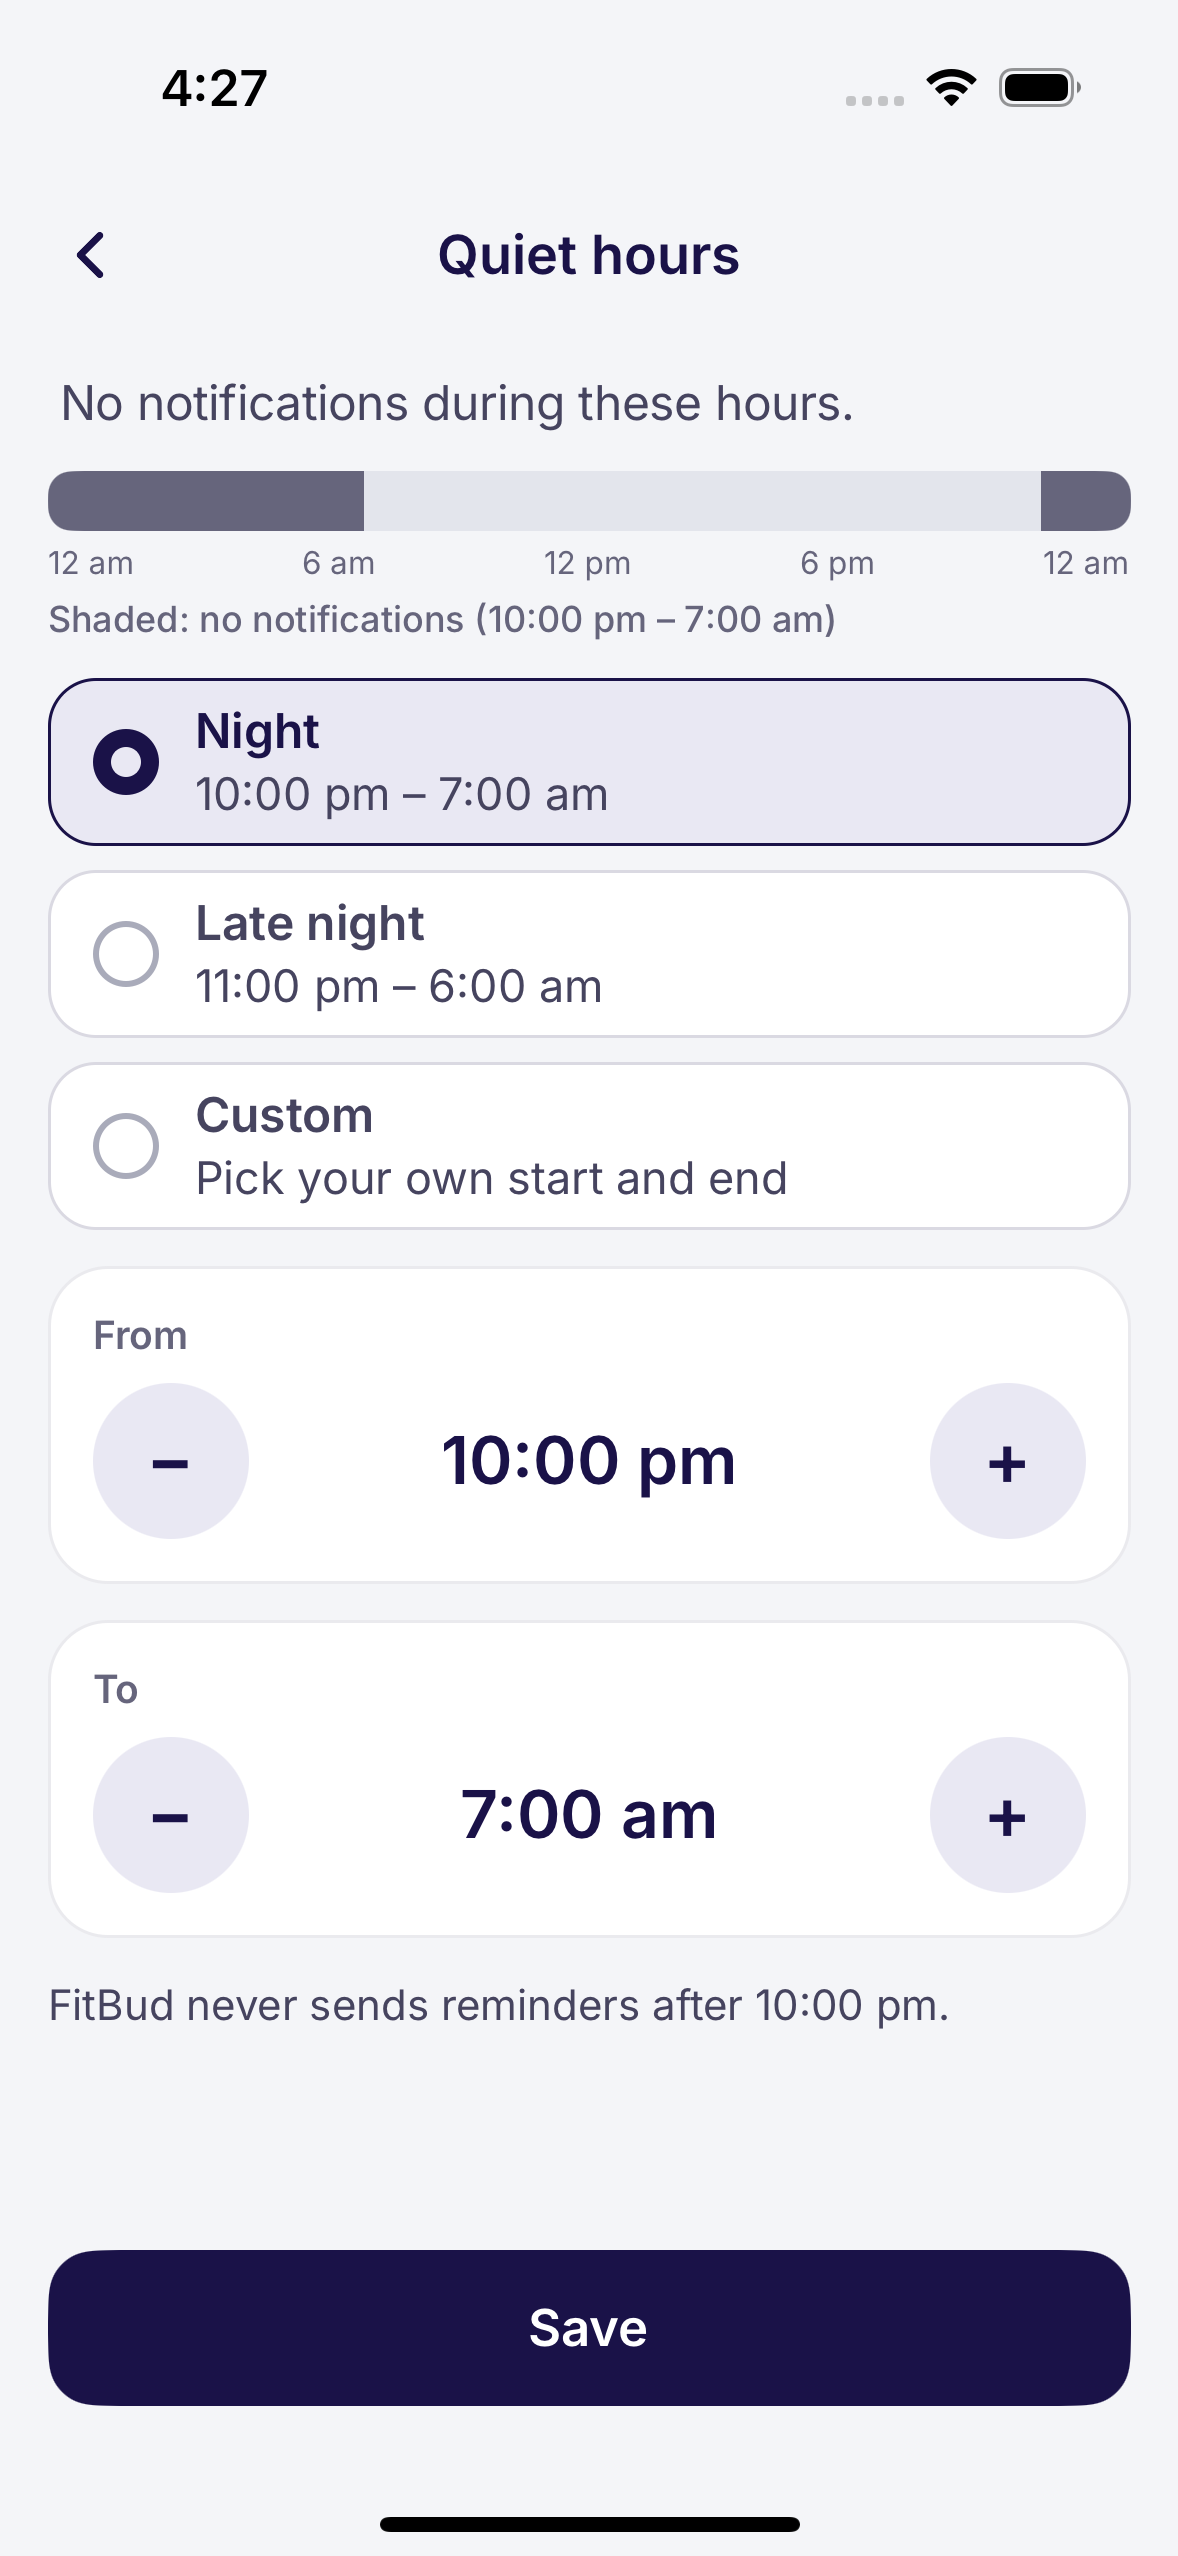 4:27
Quiet hours
No notifications during these hours.
12 am 6 am 12 pm 6 pm 12 am
Shaded: no notifications (10:00 pm – 7:00 am)
Night
10:00 pm – 7:00 am
Late night
11:00 pm – 6:00 am
Custom
Pick your own start and end
From
– 10:00 pm +
To
– 7:00 am +
FitBud never sends reminders after 10:00 pm.
Save